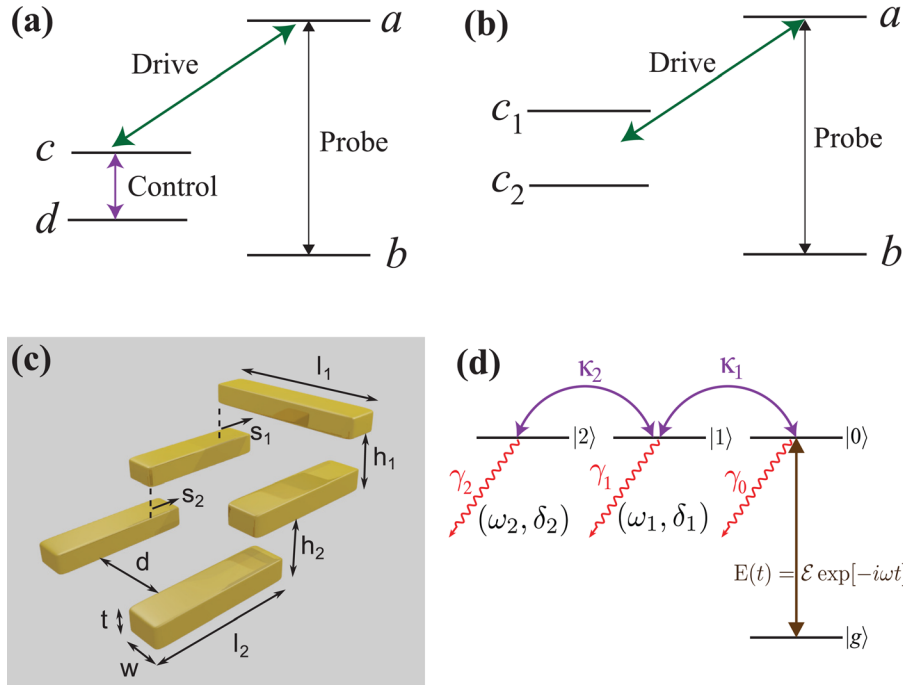 (a)
a
Drive
Probe
c
Control
d
b
(b)
a
Drive
c₁
Probe
c₂
b
(c)
l₁
s₁
h₁
s₂
h₂
d
t
l₂
w
(d)
κ₂
κ₁
|2⟩
|1⟩
|0⟩
γ₂
γ₁
γ₀
(ω₂, δ₂)
(ω₁, δ₁)
E(t) = ℰ exp[−iωt]
|g⟩